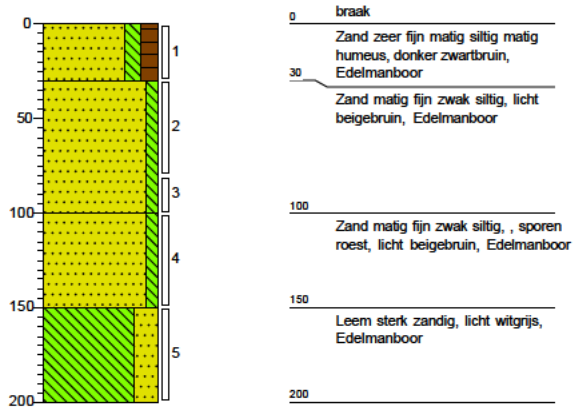 0
50
100
150
200
1
2
3
4
5
0
braak
Zand zeer fijn matig siltig matig
humeus, donker zwartbruin,
Edelmanboor
30
Zand matig fijn zwak siltig, licht
beigebruin, Edelmanboor
100
Zand matig fijn zwak siltig, , sporen
roest, licht beigebruin, Edelmanboor
150
Leem sterk zandig, licht witgrijs,
Edelmanboor
200